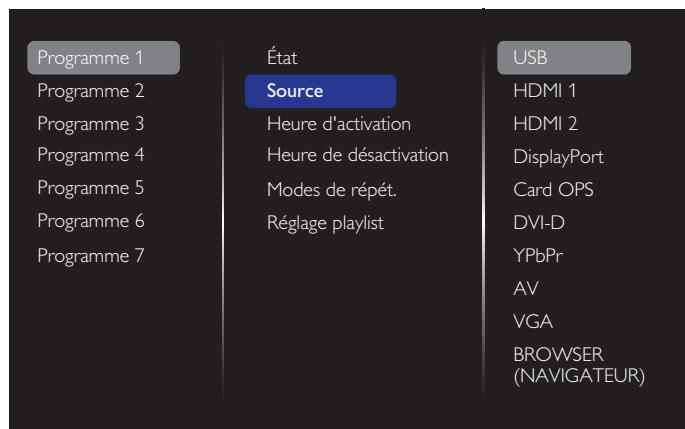 Programme 1
Programme 2
Programme 3
Programme 4
Programme 5
Programme 6
Programme 7
État
Source
Heure d'activation
Heure de désactivation
Modes de répét.
Réglage playlist
USB
HDMI 1
HDMI 2
DisplayPort
Card OPS
DVI-D
YPbPr
AV
VGA
BROWSER
(NAVIGATEUR)